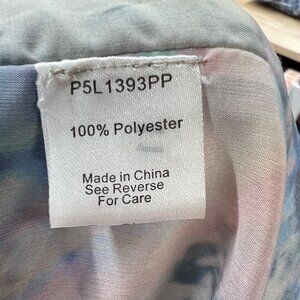 P5L1393PP
100% Polyester
Made in China
See Reverse
For Care